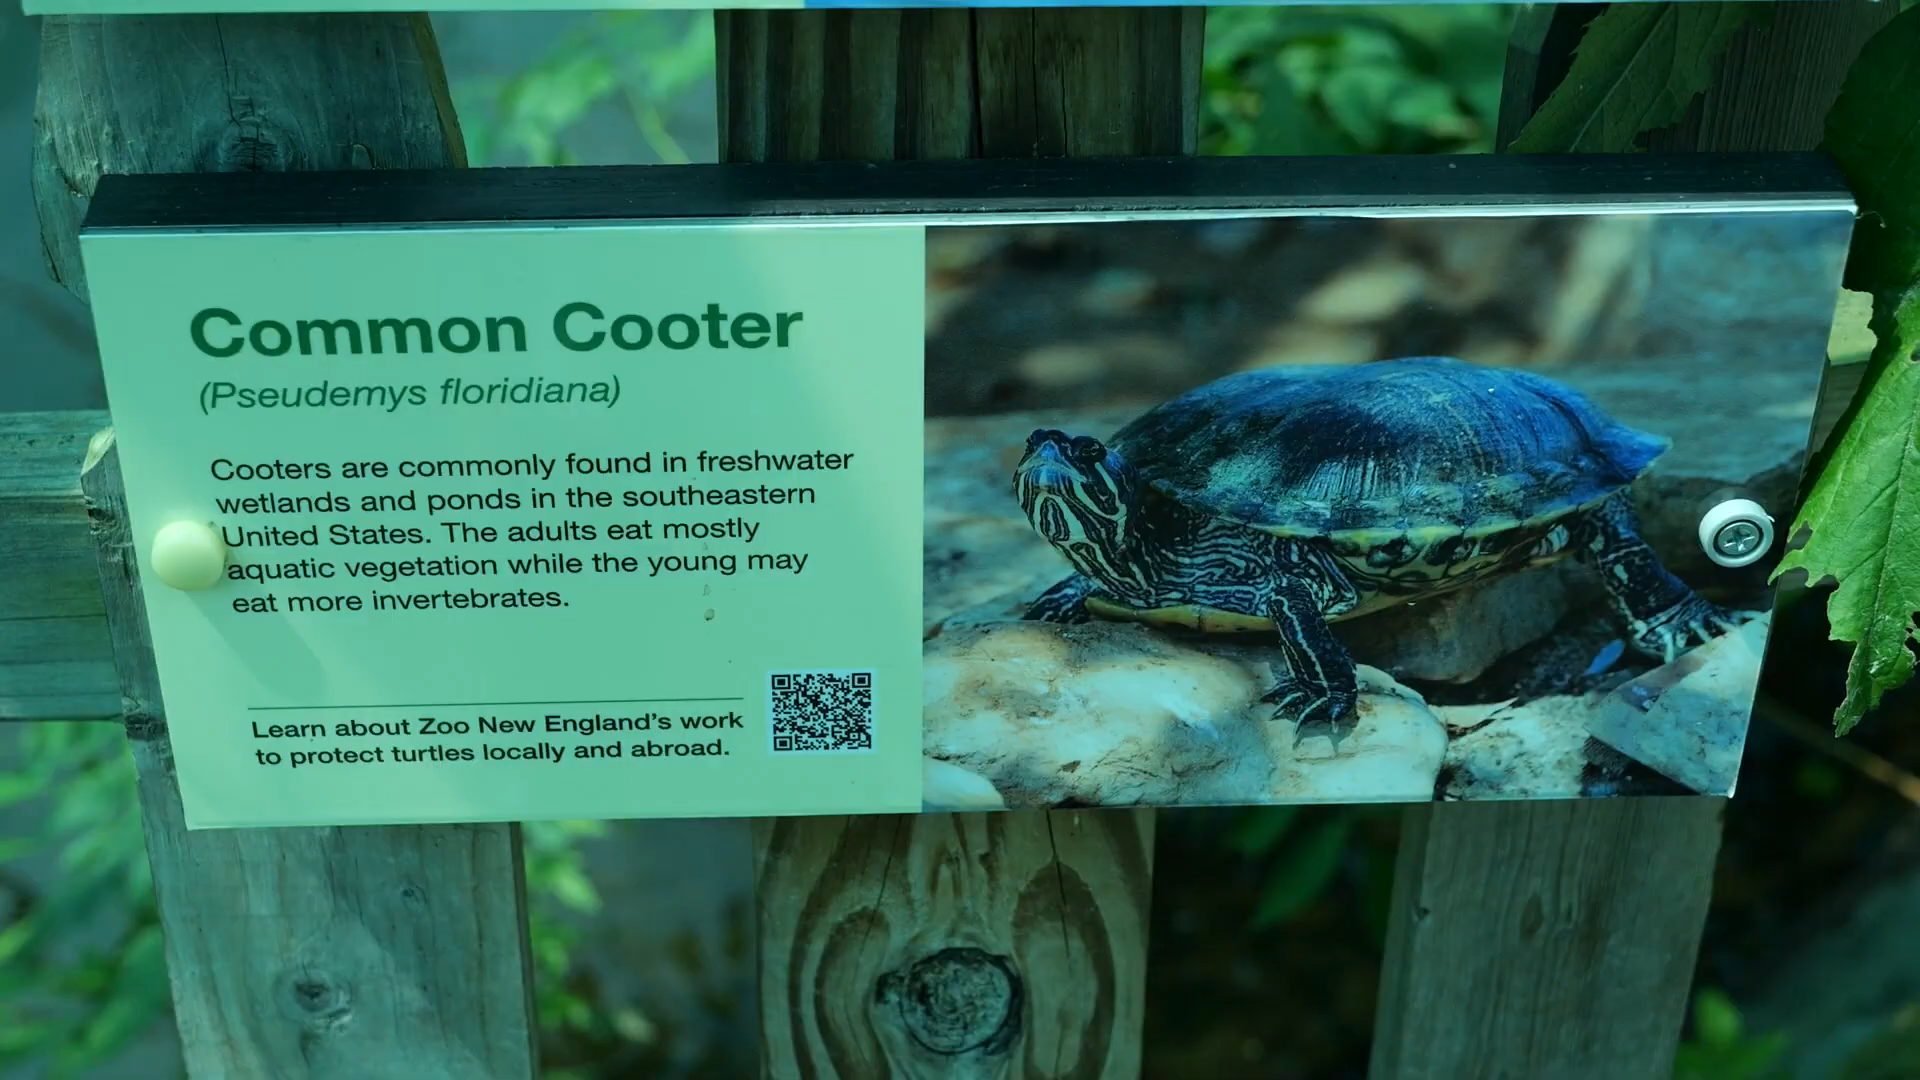 Common Cooter
(Pseudemys floridiana)
Cooters are commonly found in freshwater
wetlands and ponds in the southeastern
United States. The adults eat mostly
aquatic vegetation while the young may
eat more invertebrates.
Learn about Zoo New England's work
to protect turtles locally and abroad.